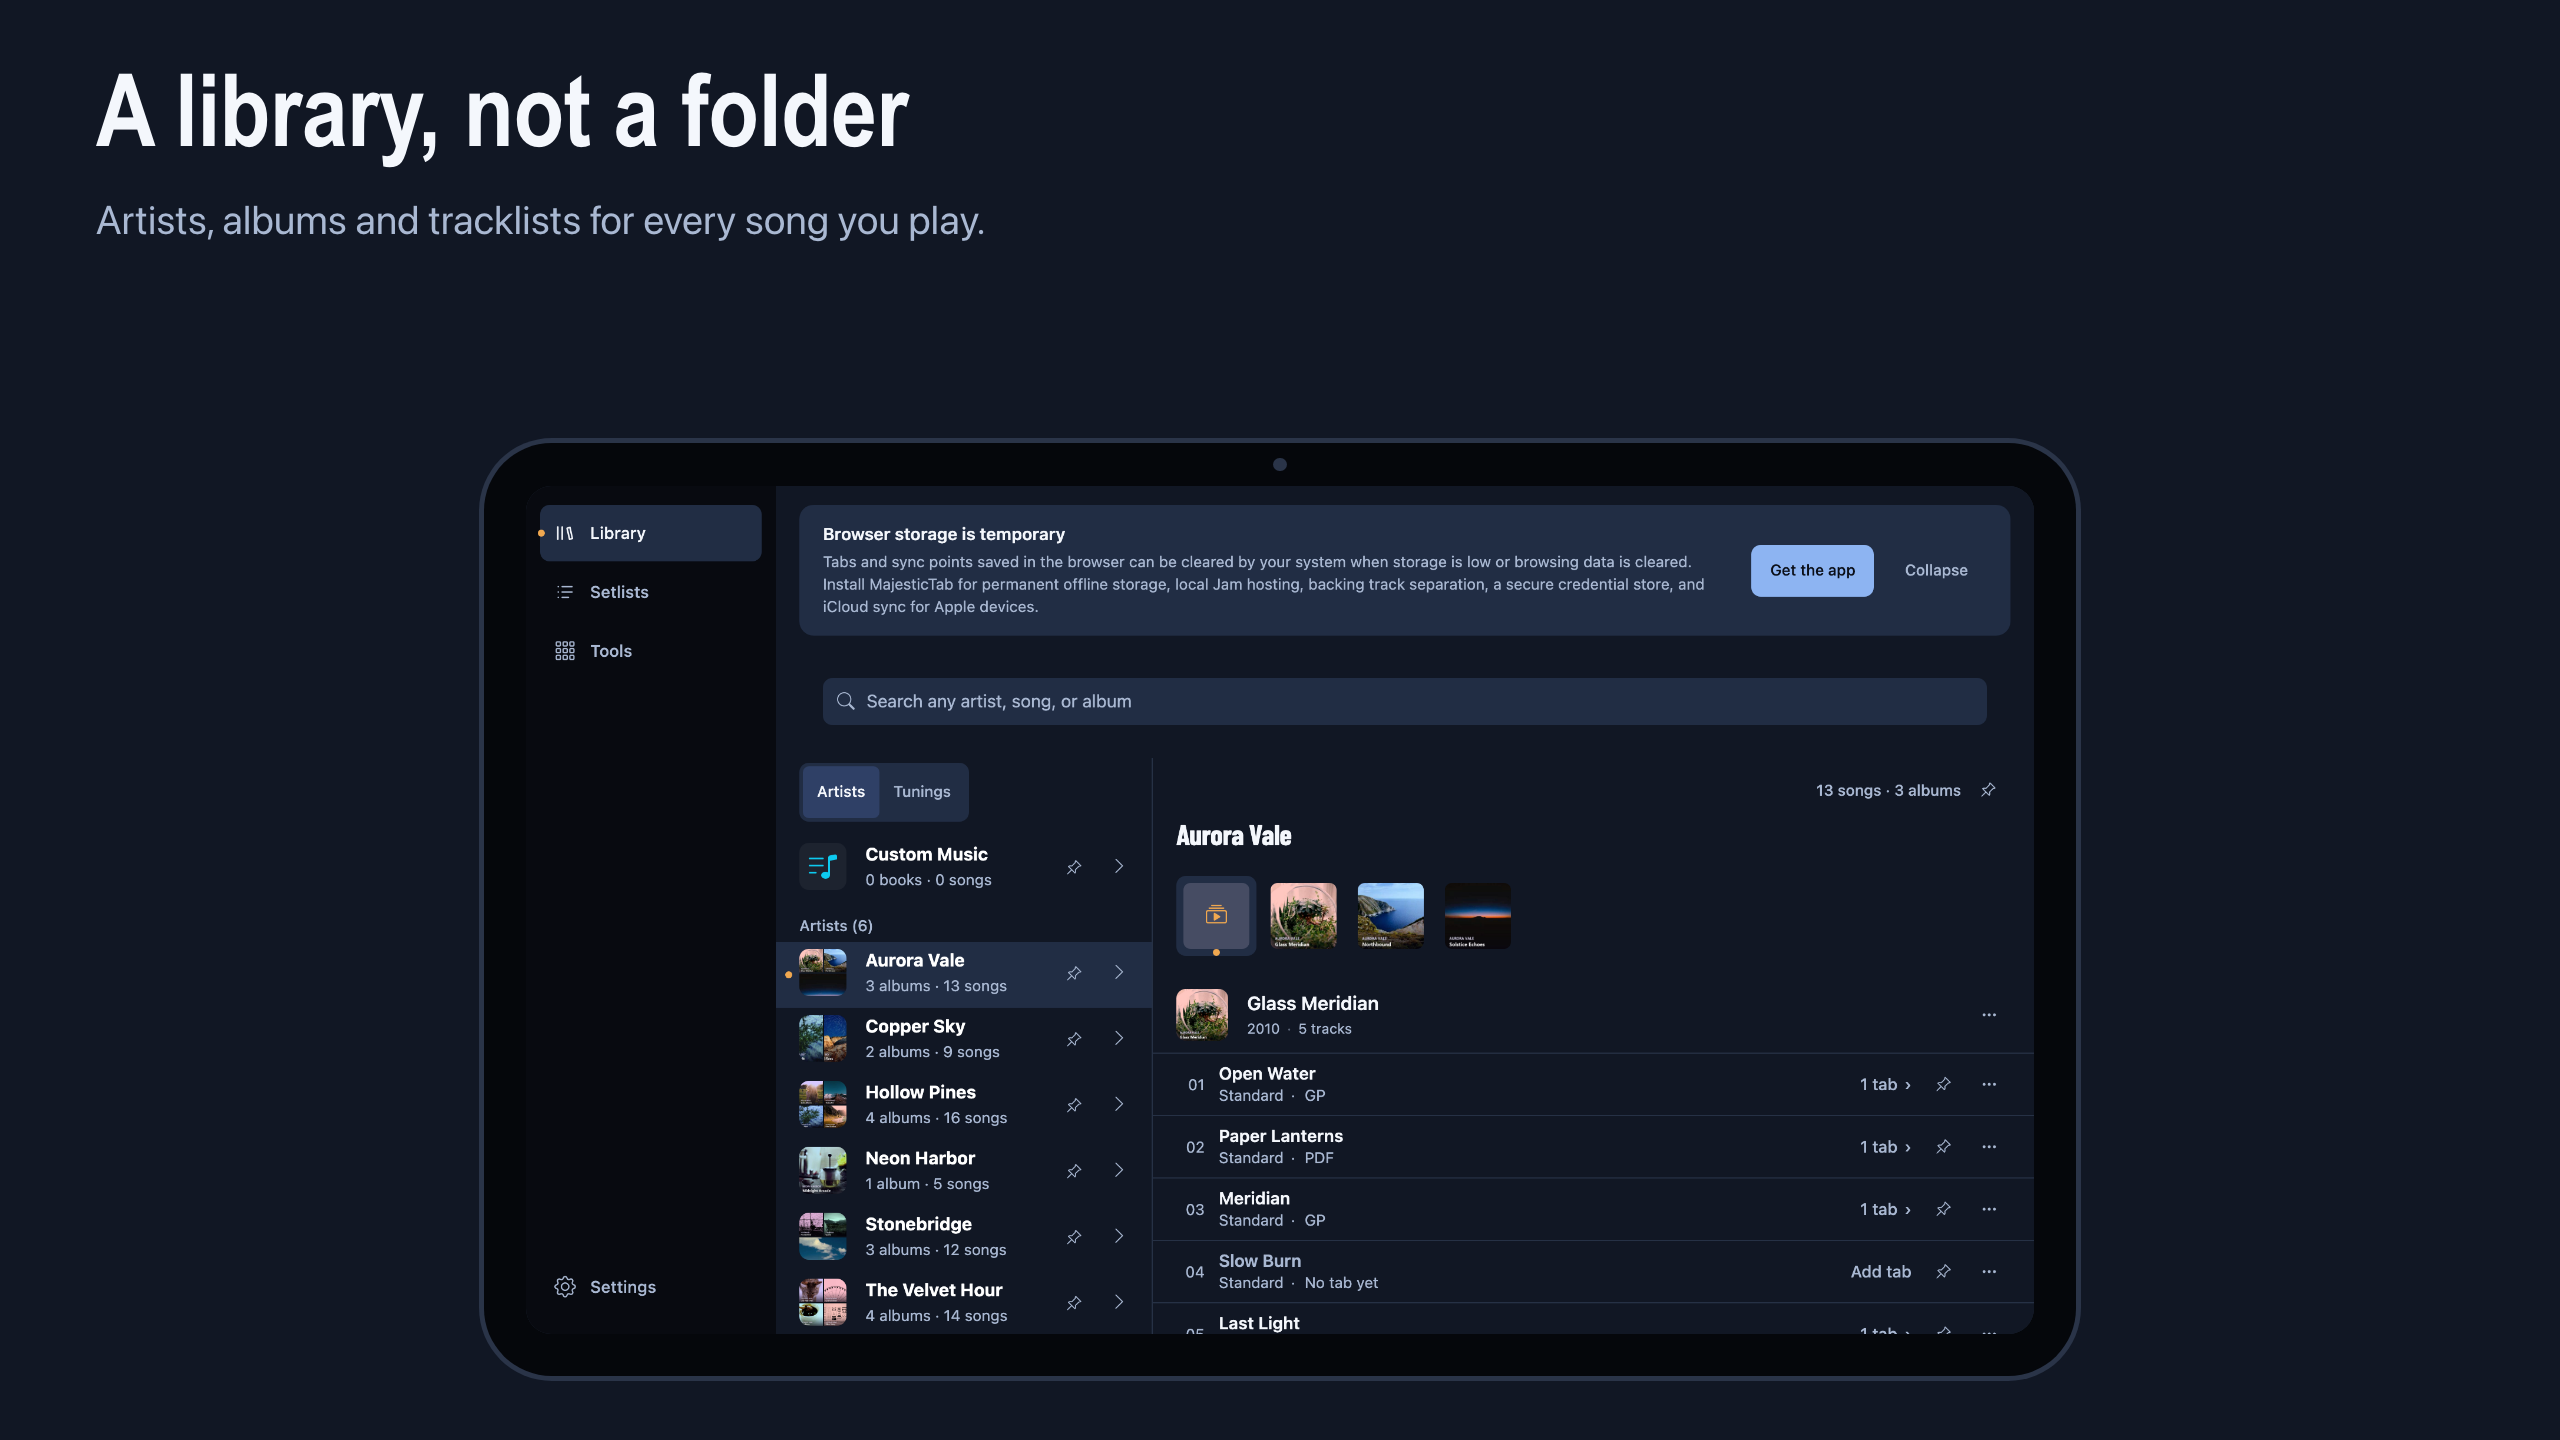 A library, not a folder
Artists, albums and tracklists for every song you play.
Library
Setlists
Tools
Settings
Browser storage is temporary
Tabs and sync points saved in the browser can be cleared by your system when storage is low or browsing data is cleared.
Install MajesticTab for permanent offline storage, local Jam hosting, backing track separation, a secure credential store, and
iCloud sync for Apple devices.
Get the app
Collapse
Search any artist, song, or album
Artists
Tunings
Custom Music
0 books · 0 songs
Artists (6)
Aurora Vale
3 albums · 13 songs
Copper Sky
2 albums · 9 songs
Hollow Pines
4 albums · 16 songs
Neon Harbor
1 album · 5 songs
Stonebridge
3 albums · 12 songs
The Velvet Hour
4 albums · 14 songs
13 songs · 3 albums
Aurora Vale
Glass Meridian
Northbound
Solstice Echoes
Glass Meridian
2010 · 5 tracks
01 Open Water 1 tab ›
Standard · GP
02 Paper Lanterns 1 tab ›
Standard · PDF
03 Meridian 1 tab ›
Standard · GP
04 Slow Burn Add tab
Standard · No tab yet
05 Last Light 1 tab ›